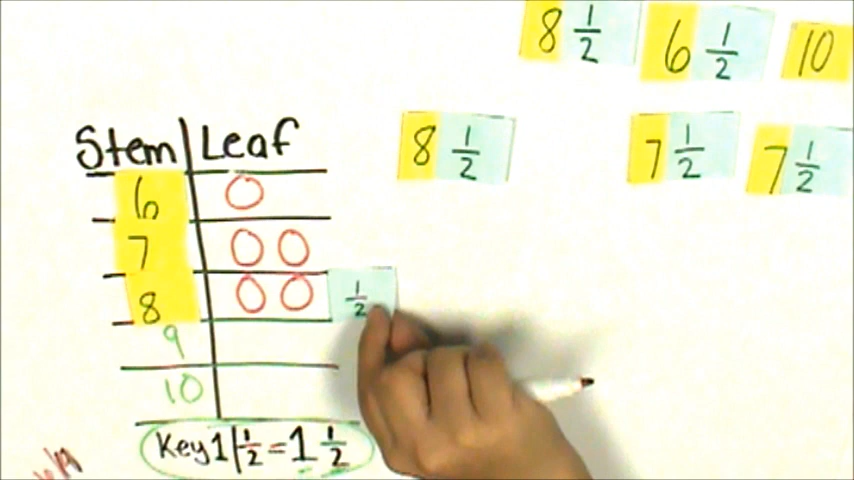 8 1/2
6 1/2
10
8 1/2
7 1/2
7 1/2
Stem | Leaf
6 | 0
7 | 0 0
8 | 0 0 1/2
9
10
Key 1|1/2 = 1 1/2